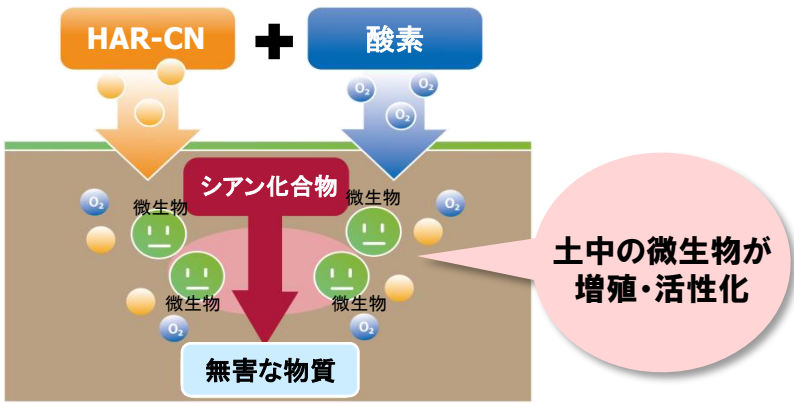 HAR-CN
+
酸素
O₂
O₂
O₂
シアン化合物
O₂
微生物
微生物
O₂
土中の微生物が
増殖・活性化
微生物
微生物
O₂
O₂
無害な物質